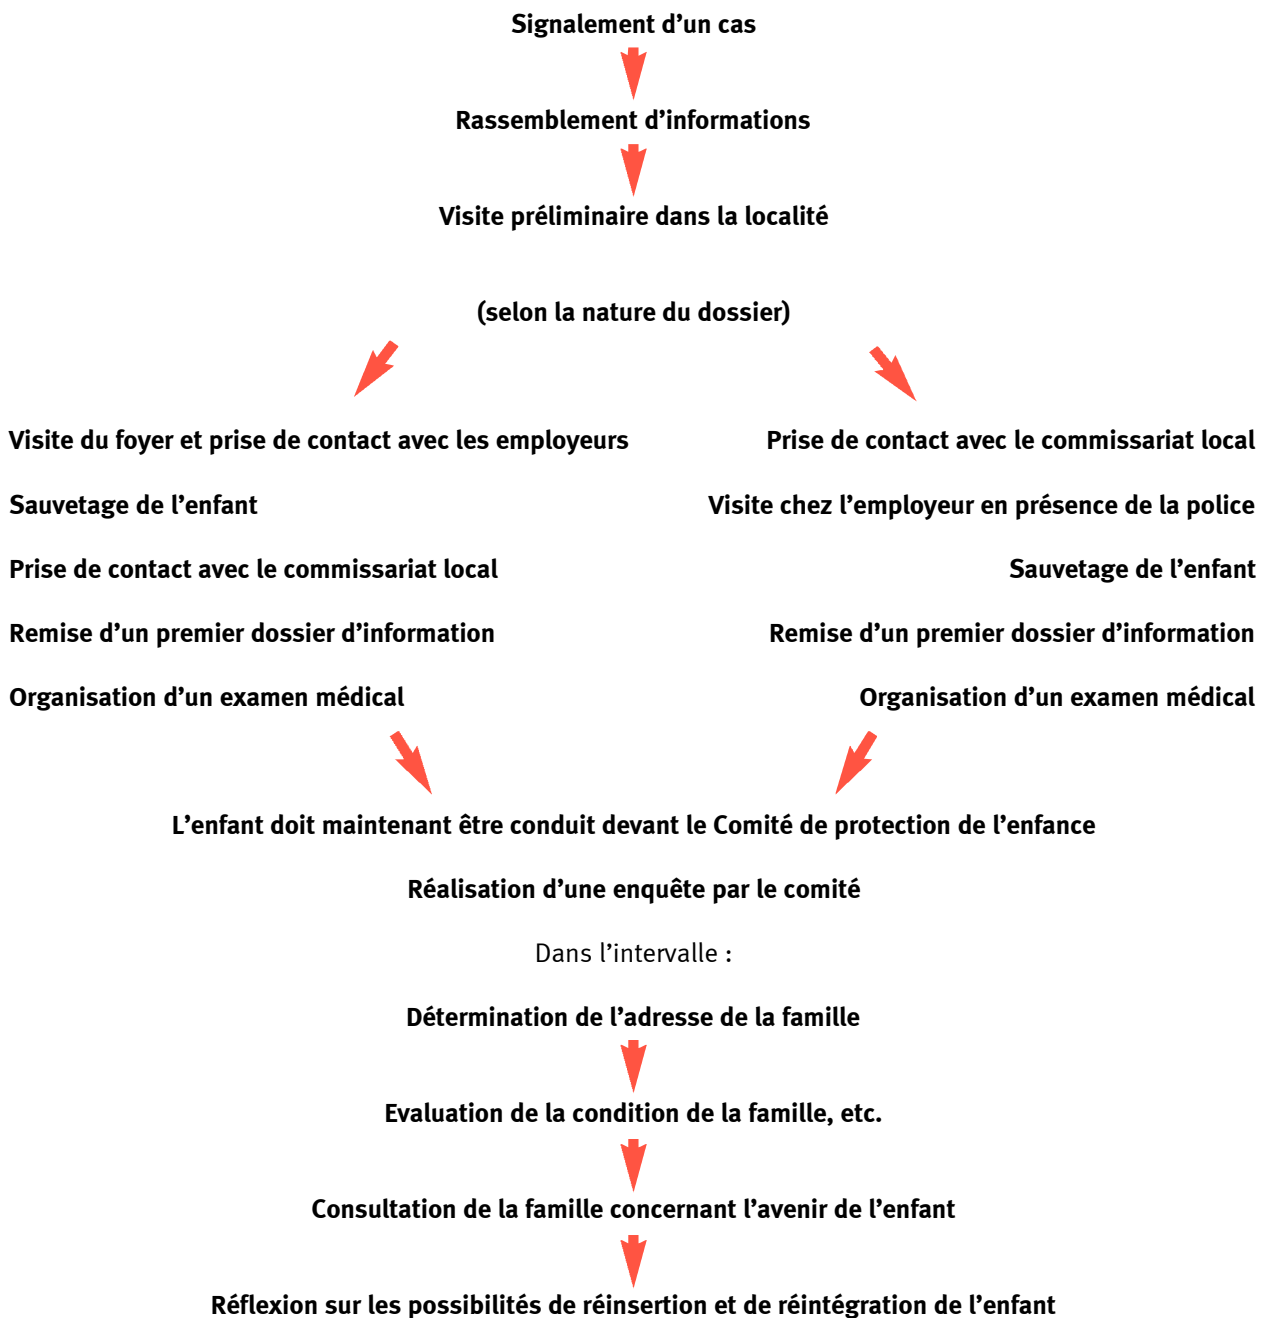 Signalement d’un cas
Rassemblement d’informations
Visite préliminaire dans la localité
(selon la nature du dossier)
Visite du foyer et prise de contact avec les employeurs
Sauvetage de l’enfant
Prise de contact avec le commissariat local
Remise d’un premier dossier d’information
Organisation d’un examen médical
Prise de contact avec le commissariat local
Visite chez l’employeur en présence de la police
Sauvetage de l’enfant
Remise d’un premier dossier d’information
Organisation d’un examen médical
L’enfant doit maintenant être conduit devant le Comité de protection de l’enfance
Réalisation d’une enquête par le comité
Dans l’intervalle :
Détermination de l’adresse de la famille
Evaluation de la condition de la famille, etc.
Consultation de la famille concernant l’avenir de l’enfant
Réflexion sur les possibilités de réinsertion et de réintégration de l’enfant